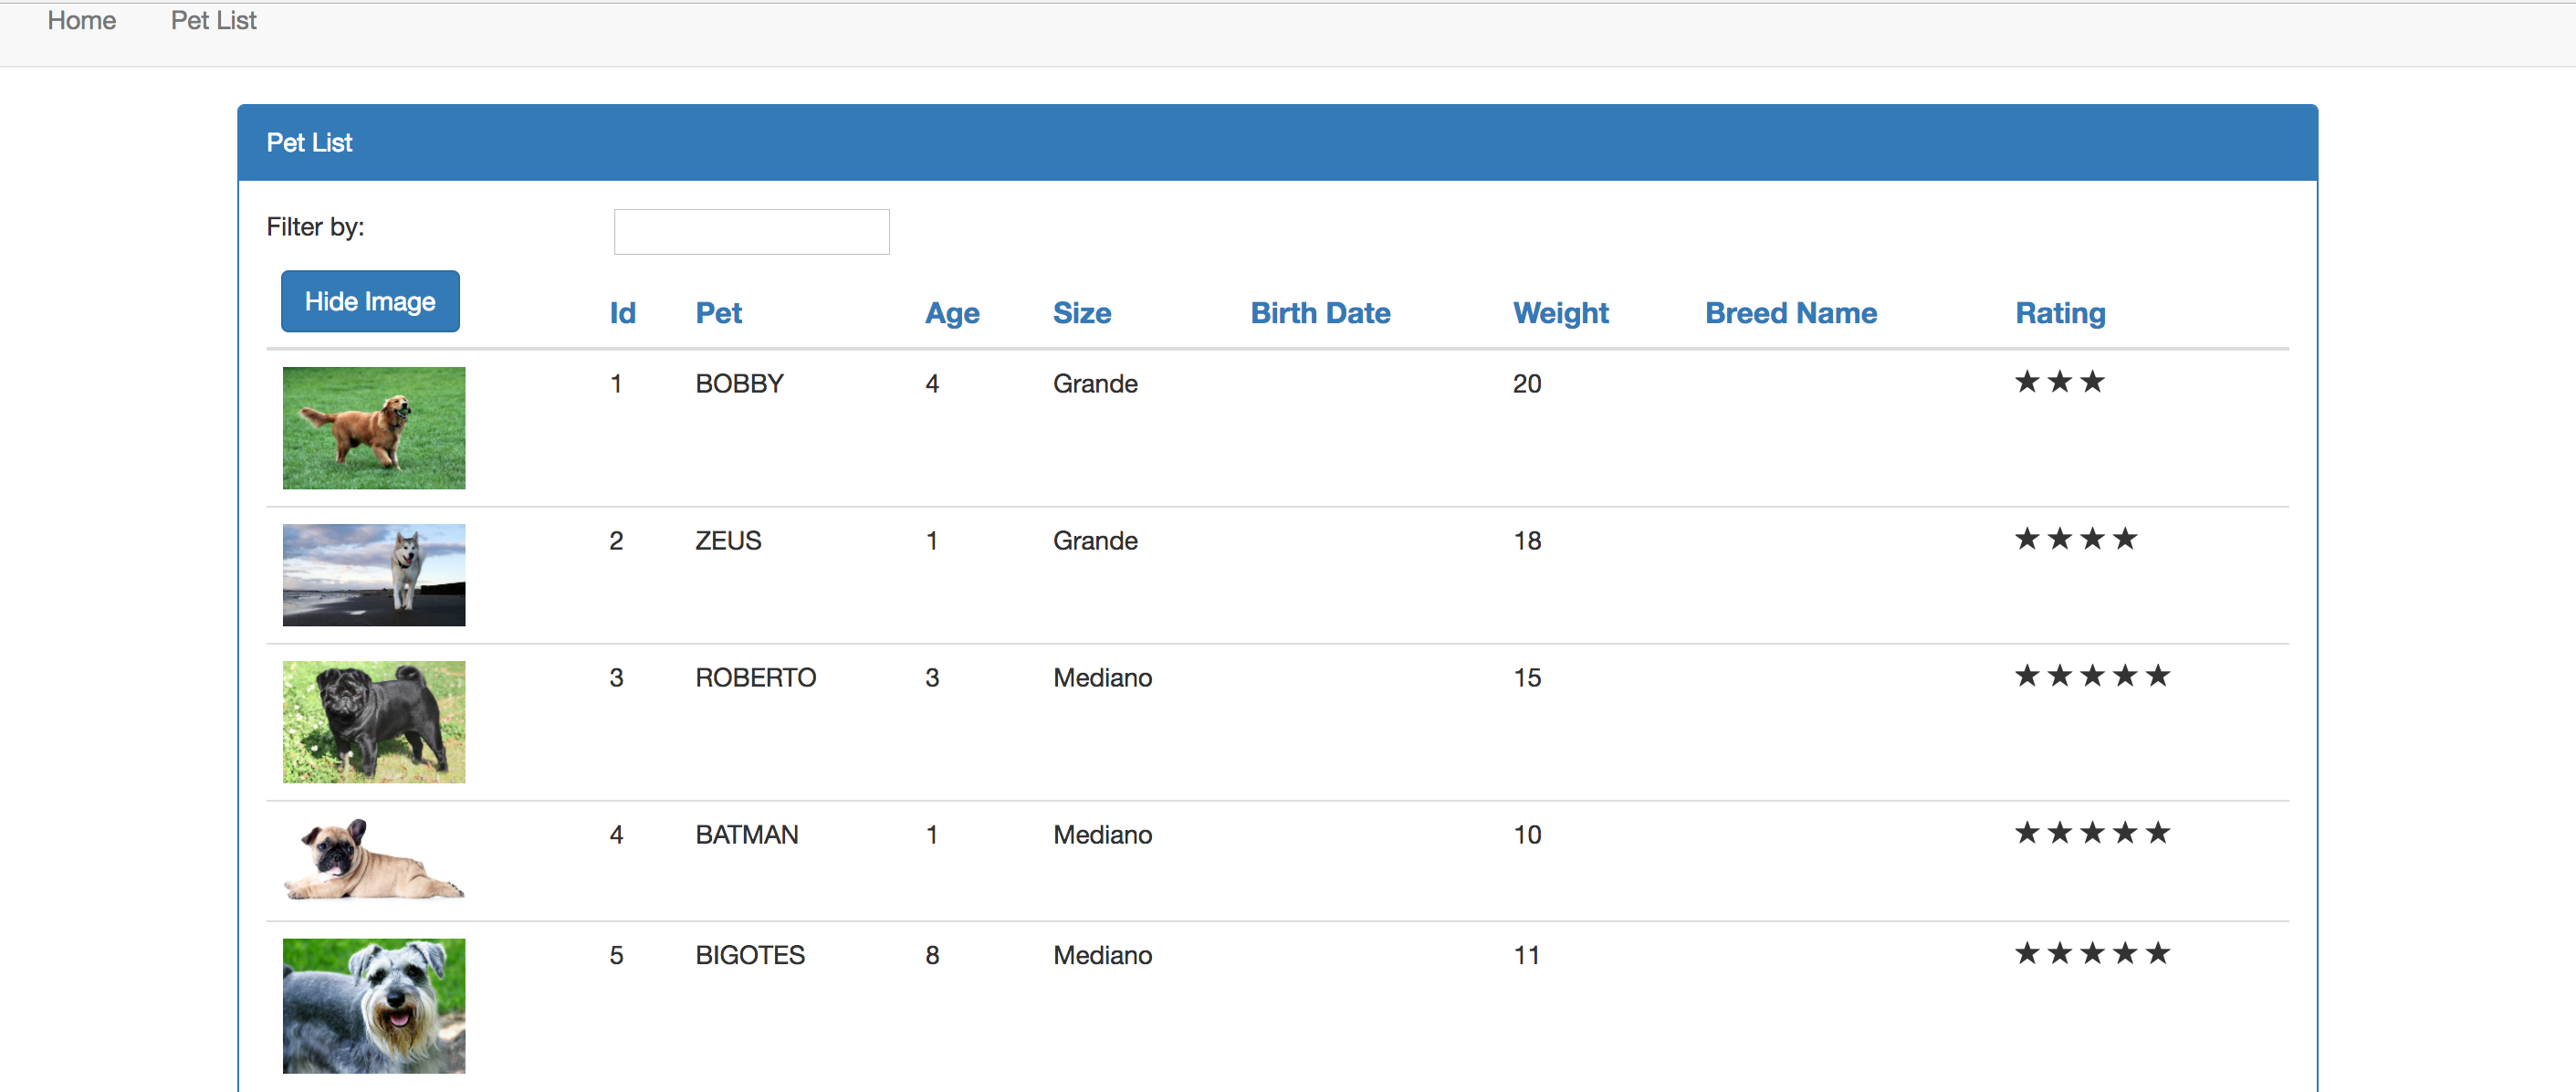 Home Pet List
Pet List
Filter by:
Hide Image Id Pet Age Size Birth Date Weight Breed Name Rating
1 BOBBY 4 Grande 20 ★★★
2 ZEUS 1 Grande 18 ★★★★
3 ROBERTO 3 Mediano 15 ★★★★★
4 BATMAN 1 Mediano 10 ★★★★★
5 BIGOTES 8 Mediano 11 ★★★★★